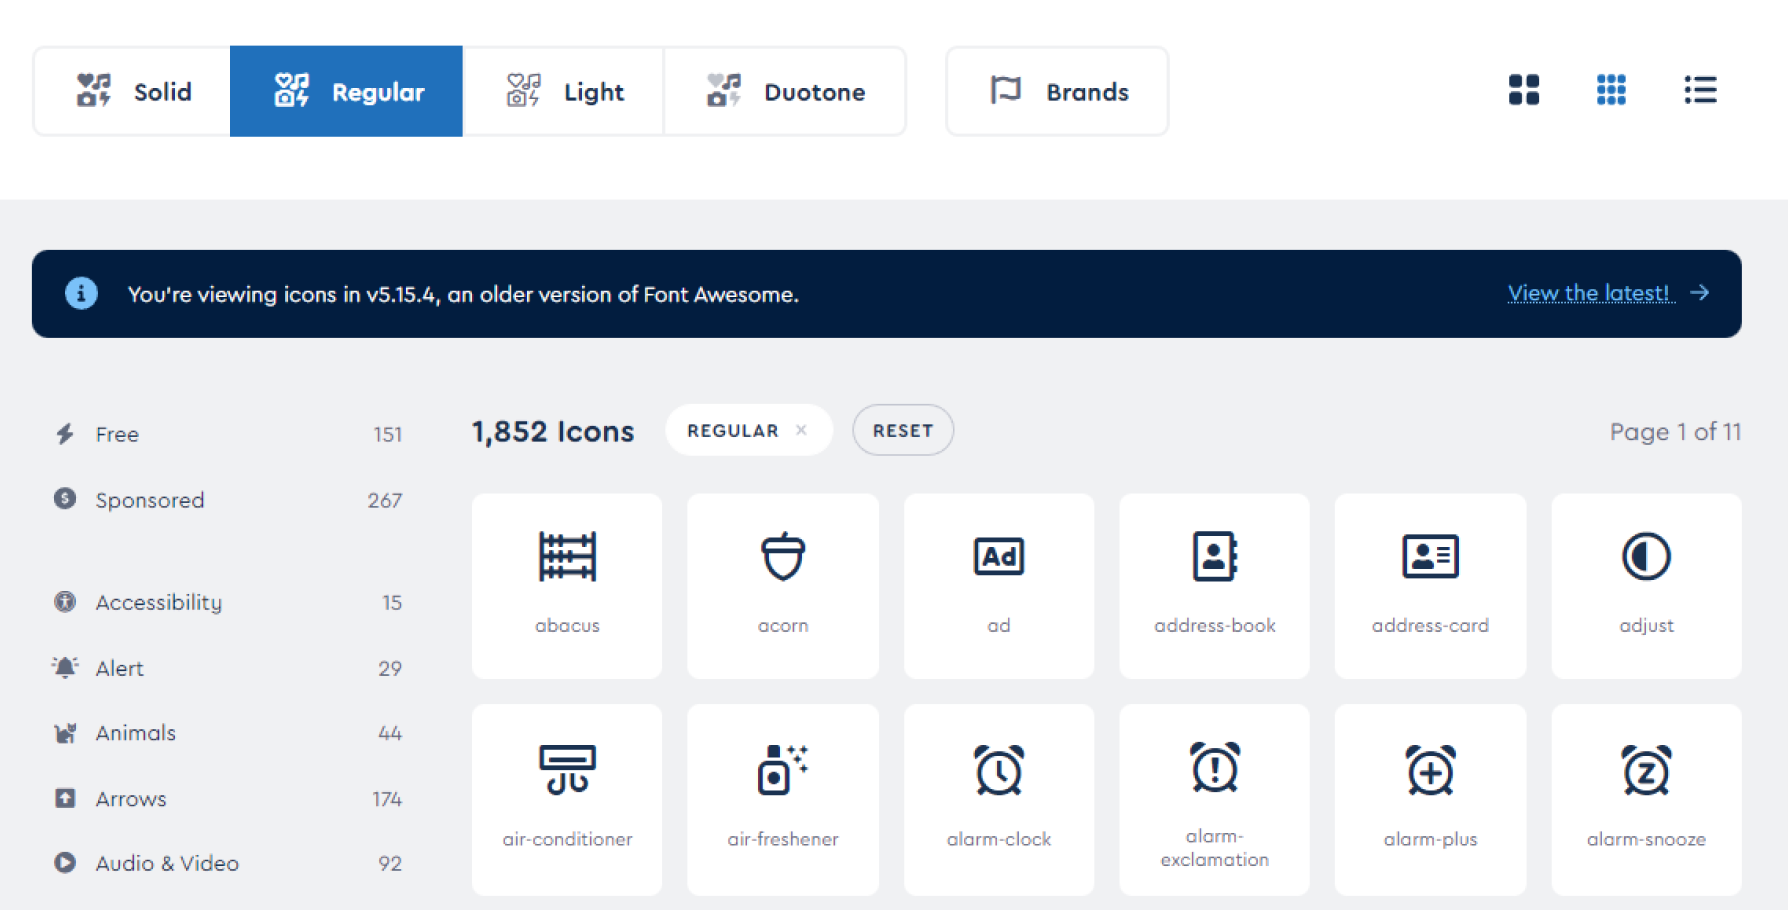 Solid
Regular
Light
Duotone
Brands
You're viewing icons in v5.15.4, an older version of Font Awesome.
View the latest!
Free 151
Sponsored 267
Accessibility 15
Alert 29
Animals 44
Arrows 174
Audio & Video 92
1,852 Icons
REGULAR ×
RESET
Page 1 of 11
abacus
acorn
Ad
ad
address-book
address-card
adjust
air-conditioner
air-freshener
alarm-clock
alarm-
exclamation
alarm-plus
Z
alarm-snooze